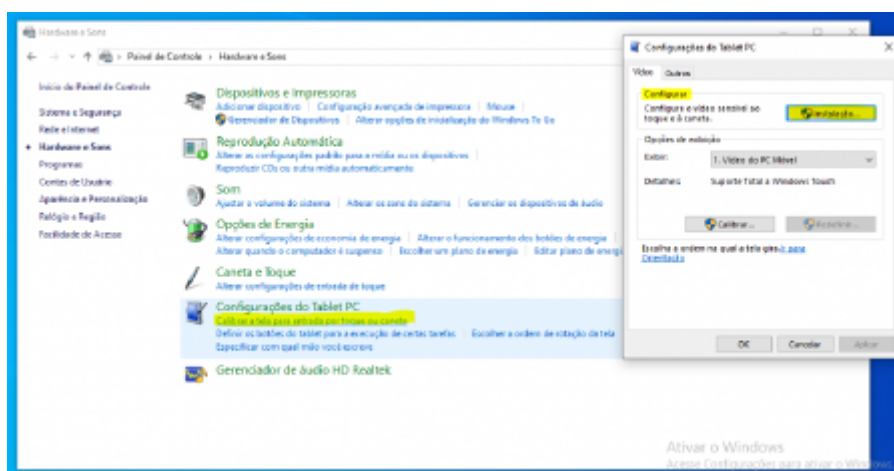 Hardware e Sons
Painel de Controle > Hardware e Sons
Início do Painel de Controle
Sistema e Segurança
Rede e Internet
Hardware e Sons
Programas
Contas de Usuário
Aparência e Personalização
Relógio e Região
Facilidade de Acesso
Dispositivos e Impressoras
Adicionar dispositivo | Configuração avançada de impressora | Mouse
Gerenciador de Dispositivos | Alterar opções de inicialização do Windows To Go
Reprodução Automática
Alterar as configurações padrão para a mídia ou os dispositivos
Reproduzir CDs ou outra mídia automaticamente
Som
Ajustar o volume do sistema | Alterar os sons do sistema | Gerenciar os dispositivos de áudio
Opções de Energia
Alterar configurações de economia de energia | Alterar o funcionamento dos botões de energia
Alterar quando o computador é suspenso | Escolher um plano de energia | Editar plano de energi
Caneta e Toque
Alterar configurações de entrada de toque
Configurações do Tablet PC
Calibrar a tela para entrada por toque ou caneta
Definir os botões do tablet para a execução de certas tarefas | Escolher a ordem de rotação da tela
Especificar com qual mão você escreve
Gerenciador de áudio HD Realtek
Configurações do Tablet PC
Vídeo Outros
Configurar
Configure o vídeo sensível ao
toque e à caneta.
Instalação...
Opções de exibição
Exibir: 1. Vídeo do PC Móvel
Detalhes: Suporte Total a Windows Touch
Calibrar... Redefinir...
Escolha a ordem na qual a tela gira. Ir para
Orientação
OK Cancelar Aplicar
Ativar o Windows
Acesse Configurações para ativar o Windows